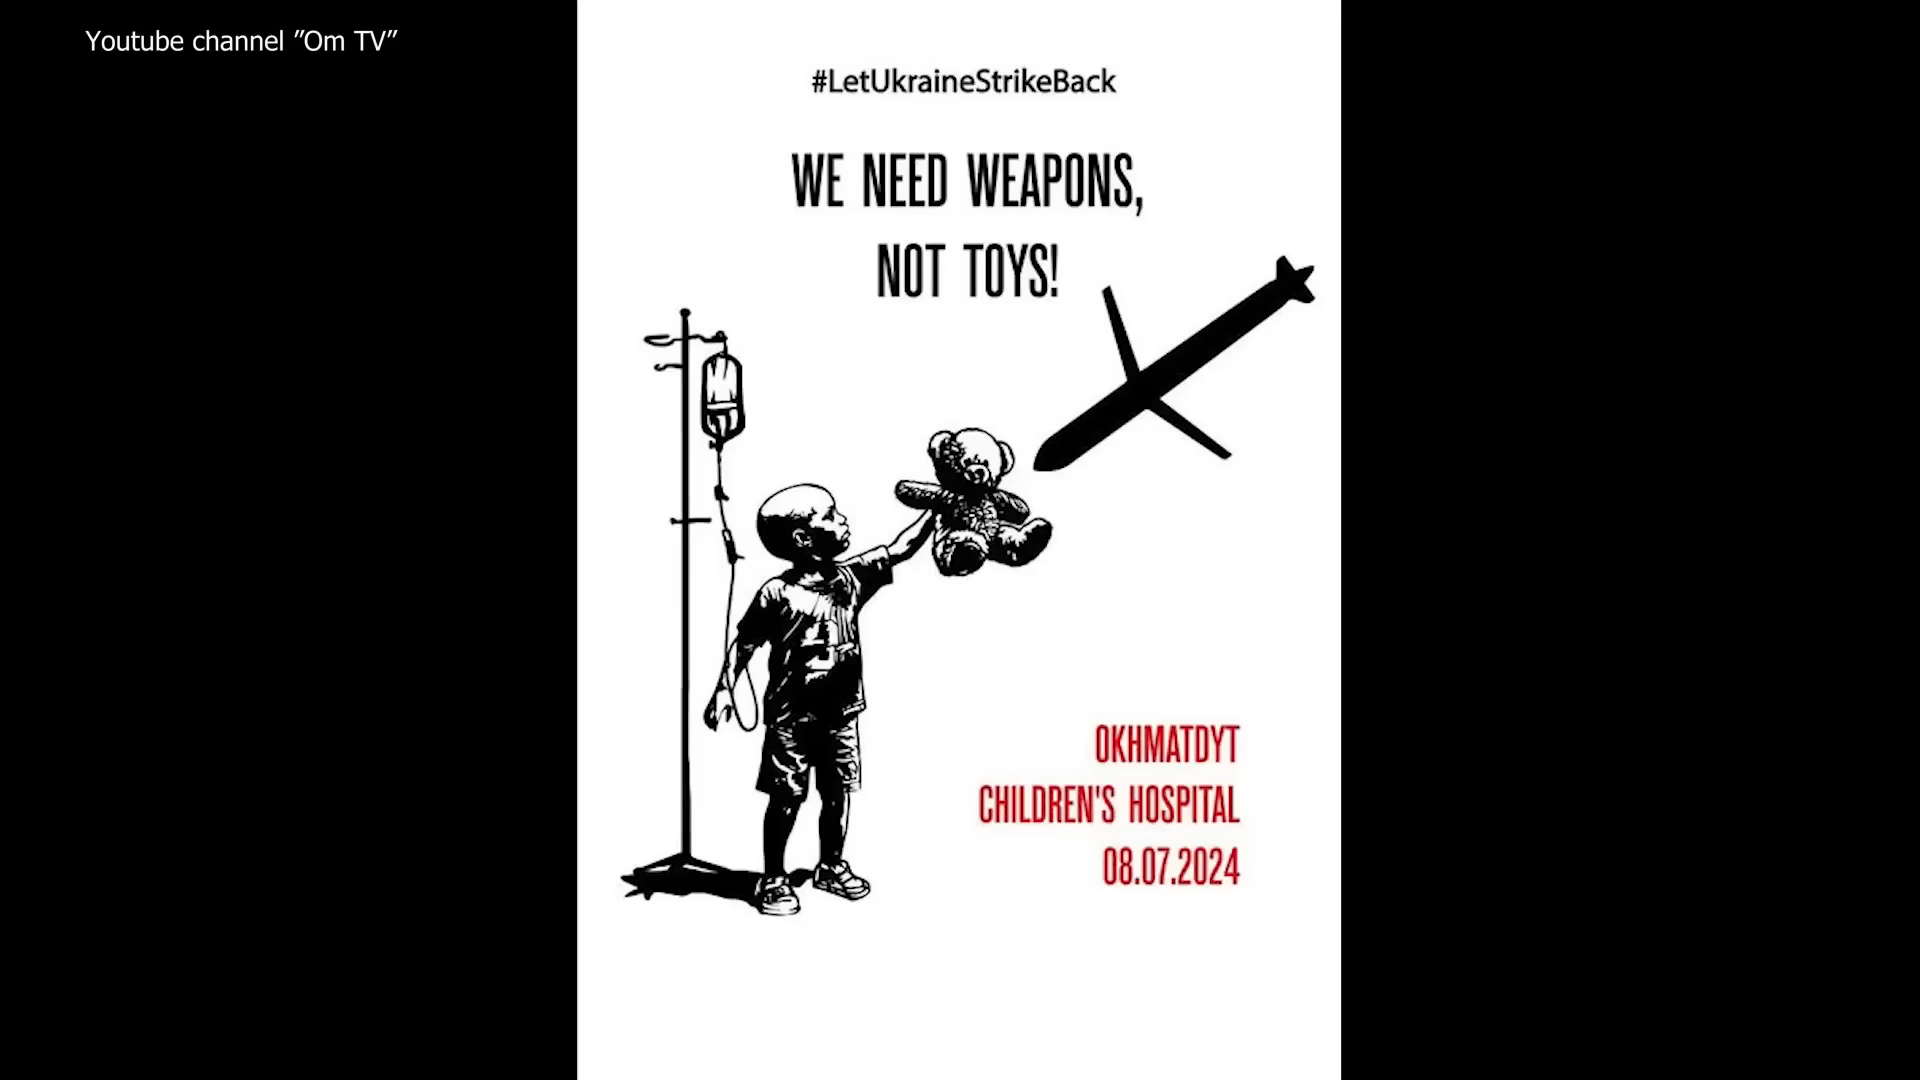 Youtube channel ”Om TV”
#LetUkraineStrikeBack
WE NEED WEAPONS,
NOT TOYS!
OKHMATDYT
CHILDREN'S HOSPITAL
08.07.2024